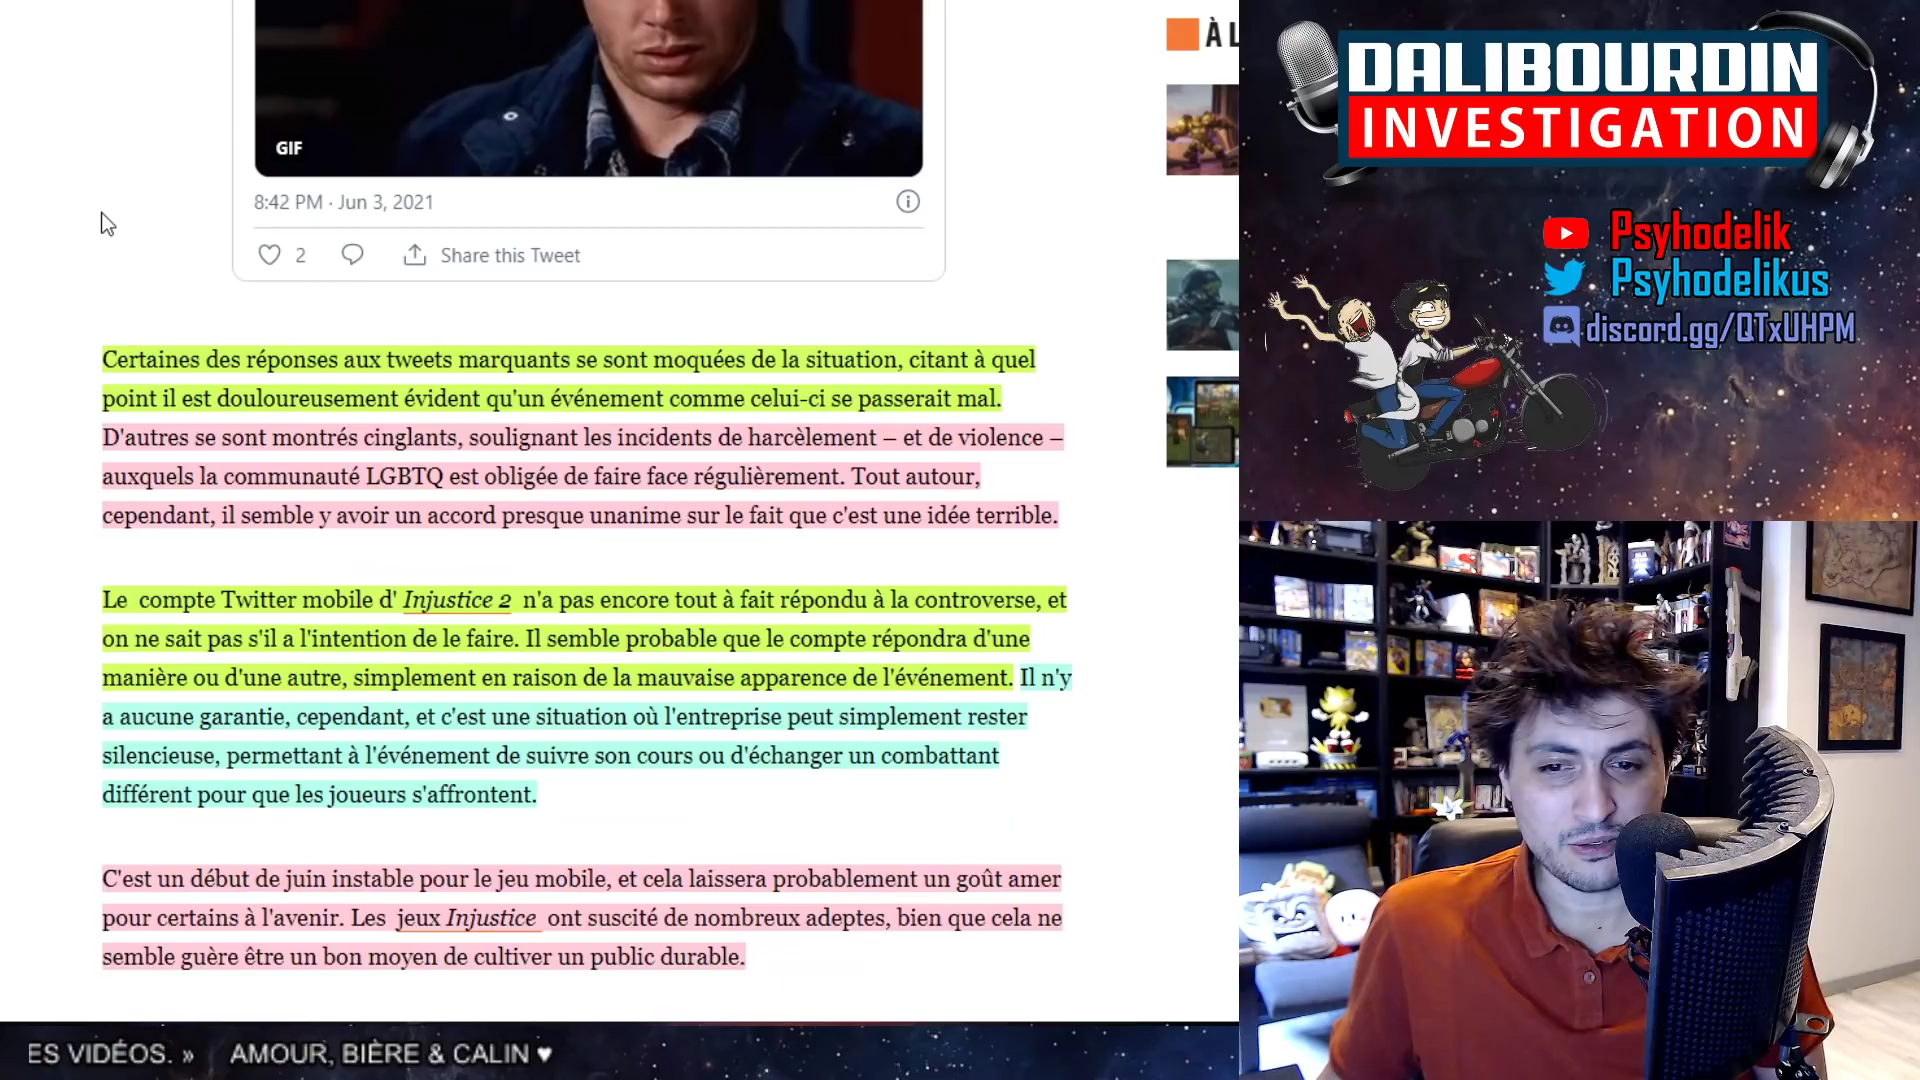 GIF
8:42 PM · Jun 3, 2021
2
Share this Tweet
Certaines des réponses aux tweets marquants se sont moquées de la situation, citant à quel
point il est douloureusement évident qu'un événement comme celui-ci se passerait mal.
D'autres se sont montrés cinglants, soulignant les incidents de harcèlement – et de violence –
auxquels la communauté LGBTQ est obligée de faire face régulièrement. Tout autour,
cependant, il semble y avoir un accord presque unanime sur le fait que c'est une idée terrible.
Le compte Twitter mobile d' Injustice 2 n'a pas encore tout à fait répondu à la controverse, et
on ne sait pas s'il a l'intention de le faire. Il semble probable que le compte répondra d'une
manière ou d'une autre, simplement en raison de la mauvaise apparence de l'événement. Il n'y
a aucune garantie, cependant, et c'est une situation où l'entreprise peut simplement rester
silencieuse, permettant à l'événement de suivre son cours ou d'échanger un combattant
différent pour que les joueurs s'affrontent.
C'est un début de juin instable pour le jeu mobile, et cela laissera probablement un goût amer
pour certains à l'avenir. Les jeux Injustice ont suscité de nombreux adeptes, bien que cela ne
semble guère être un bon moyen de cultiver un public durable.
À L
DALIBOURDIN
INVESTIGATION
Psyhodelik
Psyhodelikus
discord.gg/QTxUHPM
ES VIDÉOS. » AMOUR, BIÈRE & CALIN ♥